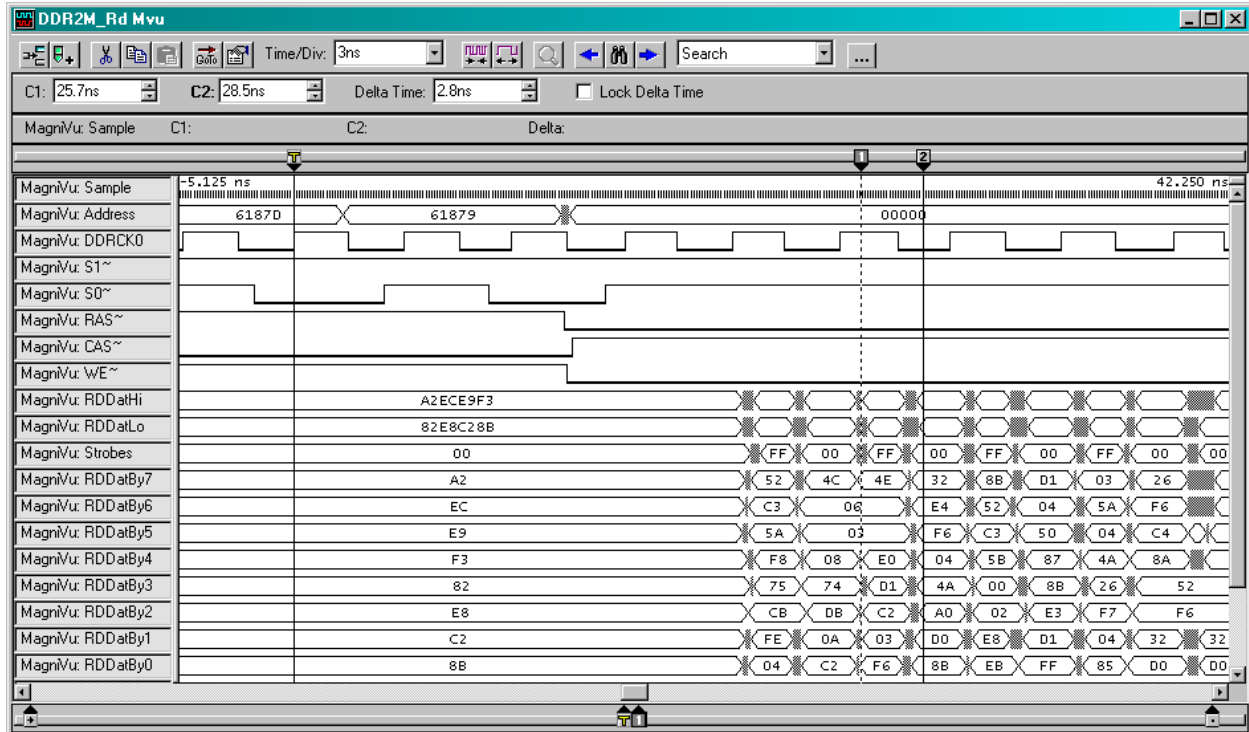 DDR2M_Rd Mvu
GoTo Time/Div: 3ns Search ...
C1: 25.7ns C2: 28.5ns Delta Time: 2.8ns Lock Delta Time
MagniVu: Sample C1: C2: Delta:
T 1 2
MagniVu: Sample -5.125 ns 42.250 ns
MagniVu: Address 6187D 61879 00000
MagniVu: DDRCK0
MagniVu: S1~
MagniVu: S0~
MagniVu: RAS~
MagniVu: CAS~
MagniVu: WE~
MagniVu: RDDatHi A2ECE9F3
MagniVu: RDDatLo 82E8C28B
MagniVu: Strobes 00 FF 00 FF 00 FF 00 FF 00 00
MagniVu: RDDatBy7 A2 52 4C 4E 32 8B D1 03 26
MagniVu: RDDatBy6 EC C3 06 E4 52 04 5A F6
MagniVu: RDDatBy5 E9 5A 03 F6 C3 50 04 C4
MagniVu: RDDatBy4 F3 F8 08 E0 04 5B 87 4A 8A
MagniVu: RDDatBy3 82 75 74 D1 4A 00 8B 26 52
MagniVu: RDDatBy2 E8 CB DB C2 A0 02 E3 F7 F6
MagniVu: RDDatBy1 C2 FE 0A 03 D0 E8 D1 04 32 32
MagniVu: RDDatBy0 8B 04 C2 F6 8B EB FF 85 D0 D0
T 1